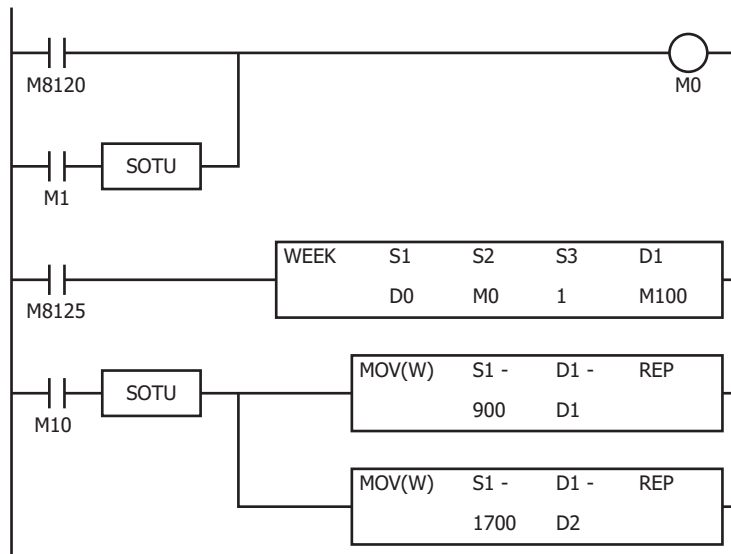 M8120
M0
SOTU
M1
WEEK S1 S2 S3 D1
D0 M0 1 M100
M8125
MOV(W) S1 - D1 - REP
900 D1
SOTU
M10
MOV(W) S1 - D1 - REP
1700 D2